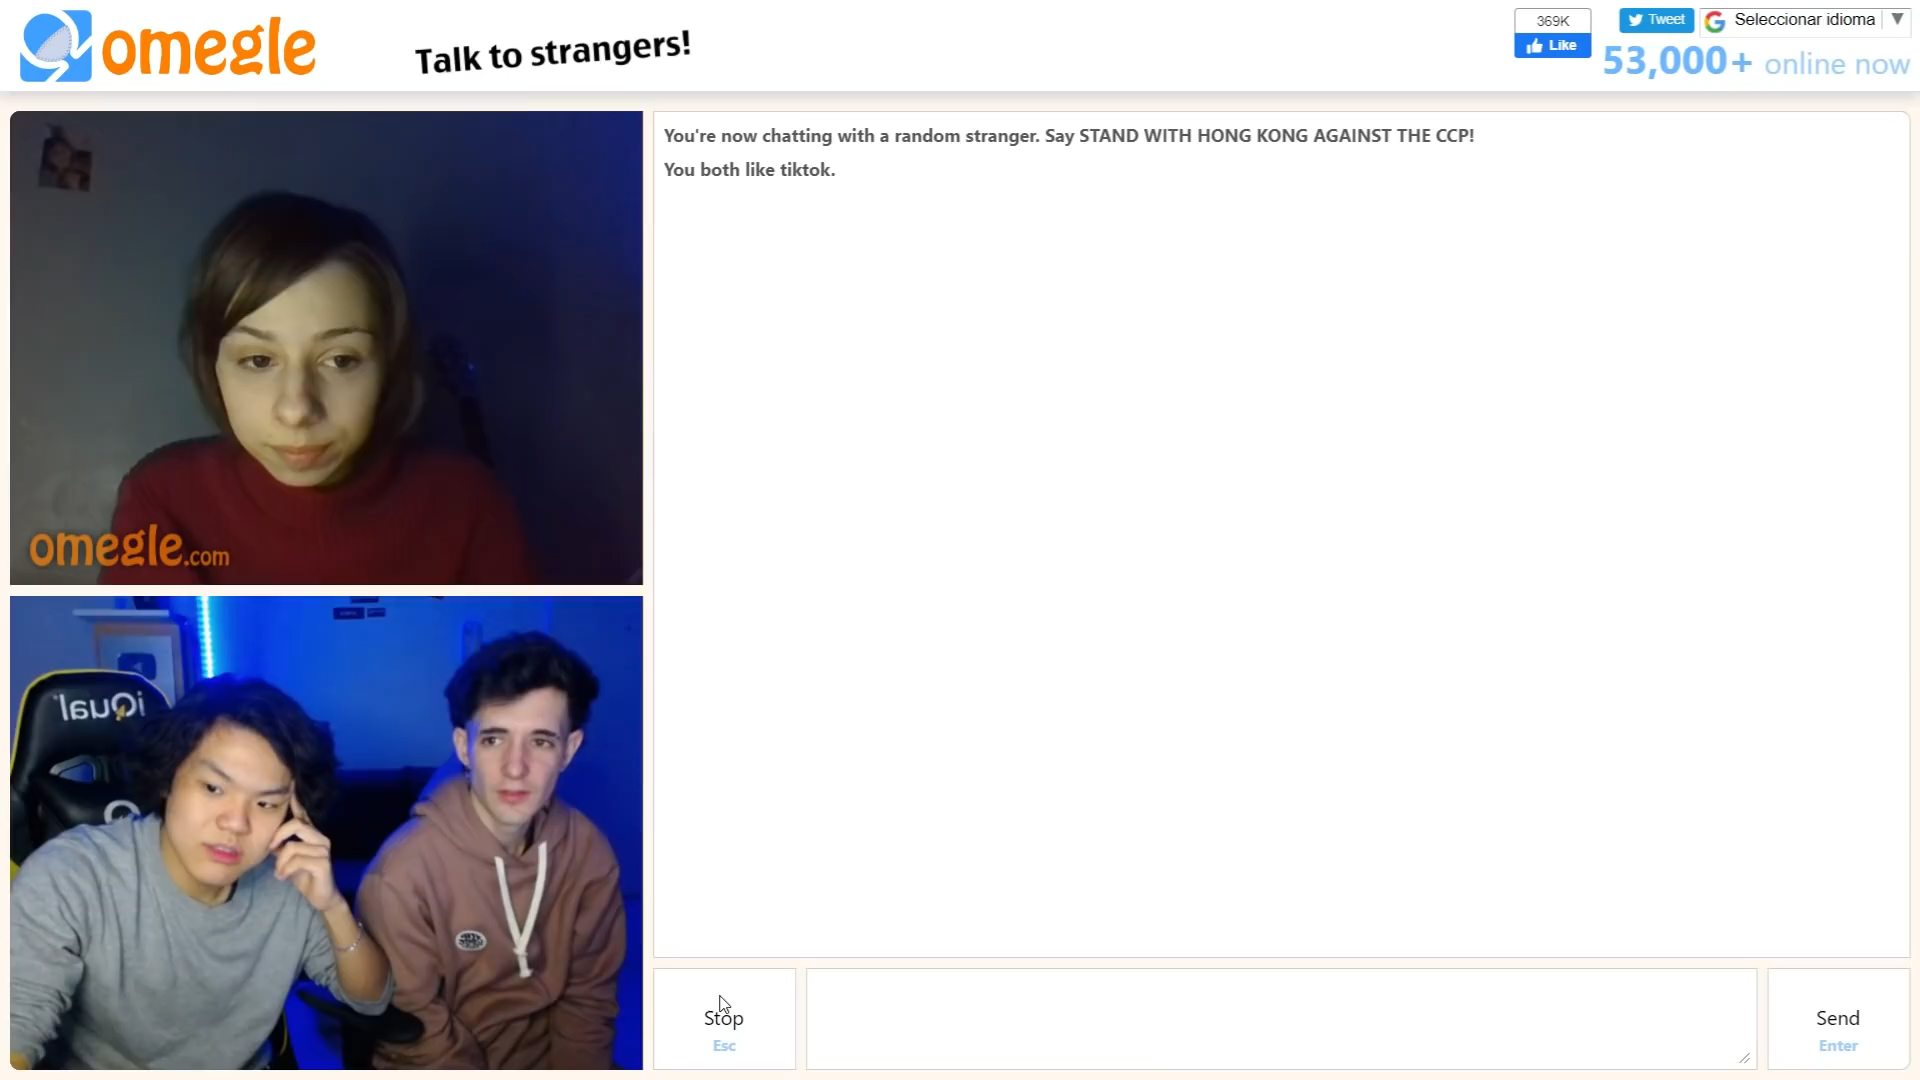 omegle
Talk to strangers!
369K
Like
Tweet
Seleccionar idioma
53,000+ online now
You're now chatting with a random stranger. Say STAND WITH HONG KONG AGAINST THE CCP!
You both like tiktok.
omegle.com
iQual
Stop
Esc
Send
Enter